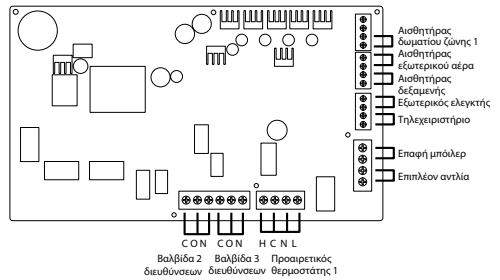 Αισθητήρας
δωματίου ζώνης 1
Αισθητήρας
εξωτερικού αέρα
Αισθητήρας
δεξαμενής
Εξωτερικός ελεγκτής
Τηλεχειριστήριο
Επαφή μπόιλερ
Επιπλέον αντλία
C O N C O N H C N L
Βαλβίδα 2 Βαλβίδα 3 Προαιρετικός
διευθύνσεων διευθύνσεων θερμοστάτης 1